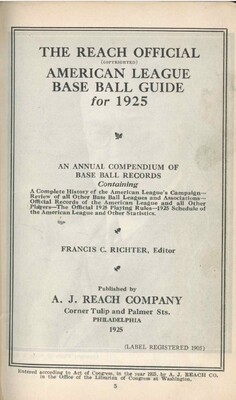 THE REACH OFFICIAL
(COPYRIGHTED)
AMERICAN LEAGUE
BASE BALL GUIDE
for 1925
AN ANNUAL COMPENDIUM OF
BASE BALL RECORDS
Containing
A Complete History of the American League's Campaign—
Review of all Other Base Ball Leagues and Associations—
Official Records of the American League and all Other
Players—The Official 1925 Playing Rules—1925 Schedule of
the American League and Other Statistics.
FRANCIS C. RICHTER, Editor
Published by
A. J. REACH COMPANY
Corner Tulip and Palmer Sts.
PHILADELPHIA
1925
(LABEL REGISTERED 1905)
Entered according to Act of Congress, in the year 1925, by A. J. REACH CO.
in the Office of the Librarian of Congress at Washington.
5